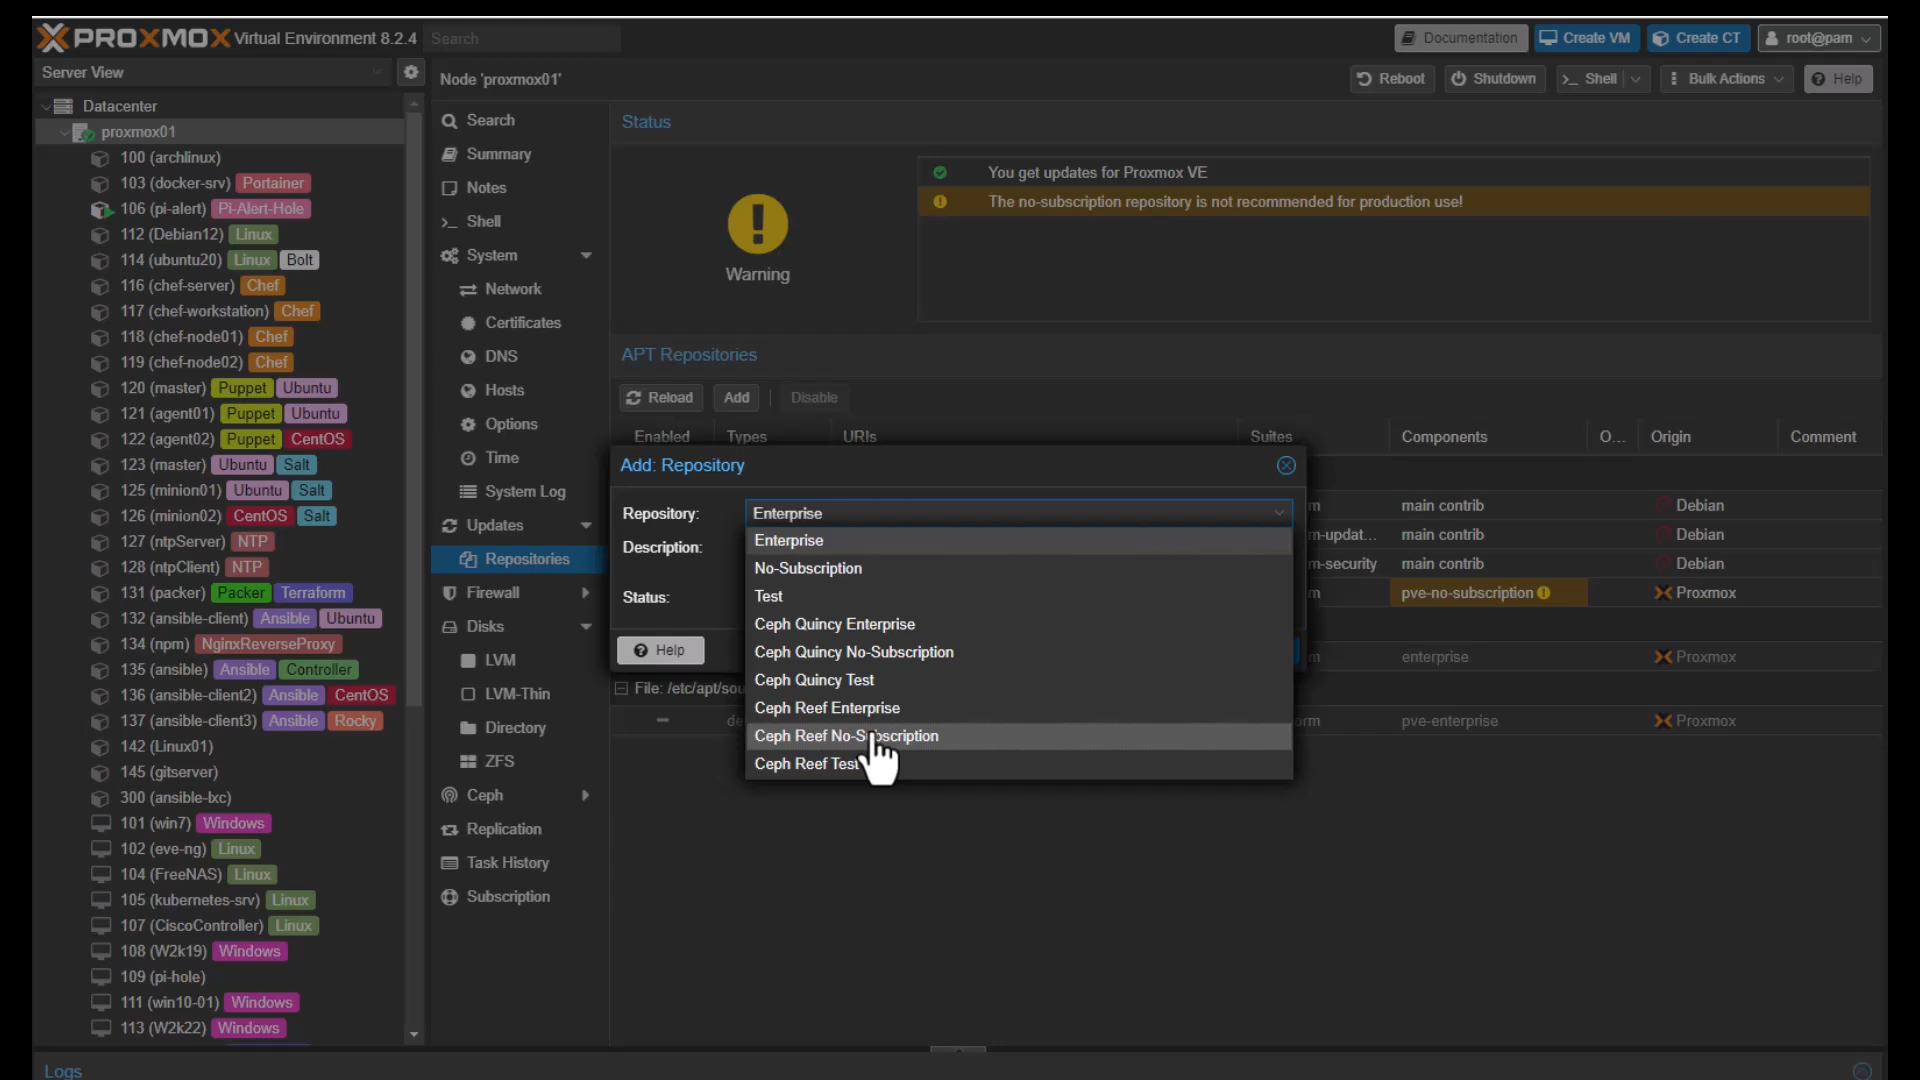 PROXMOX Virtual Environment 8.2.4 Search Documentation Create VM Create CT root@pam
Server View
Datacenter
proxmox01
100 (archlinux)
103 (docker-srv) Portainer
106 (pi-alert) Pi-Alert-Hole
112 (Debian12) Linux
114 (ubuntu20) Linux Bolt
116 (chef-server) Chef
117 (chef-workstation) Chef
118 (chef-node01) Chef
119 (chef-node02) Chef
120 (master) Puppet Ubuntu
121 (agent01) Puppet Ubuntu
122 (agent02) Puppet CentOS
123 (master) Ubuntu Salt
125 (minion01) Ubuntu Salt
126 (minion02) CentOS Salt
127 (ntpServer) NTP
128 (ntpClient) NTP
131 (packer) Packer Terraform
132 (ansible-client) Ansible Ubuntu
134 (npm) NginxReverseProxy
135 (ansible) Ansible Controller
136 (ansible-client2) Ansible CentOS
137 (ansible-client3) Ansible Rocky
142 (Linux01)
145 (gitserver)
300 (ansible-lxc)
101 (win7) Windows
102 (eve-ng) Linux
104 (FreeNAS) Linux
105 (kubernetes-srv) Linux
107 (CiscoController) Linux
108 (W2k19) Windows
109 (pi-hole)
111 (win10-01) Windows
113 (W2k22) Windows
Node 'proxmox01' Reboot Shutdown Shell Bulk Actions Help
Search
Summary
Notes
Shell
System
Network
Certificates
DNS
Hosts
Options
Time
System Log
Updates
Repositories
Firewall
Disks
LVM
LVM-Thin
Directory
ZFS
Ceph
Replication
Task History
Subscription
Status
Warning
You get updates for Proxmox VE
The no-subscription repository is not recommended for production use!
APT Repositories
Reload Add Disable
Enabled Types URIs Suites Components O... Origin Comment
m main contrib Debian
m-updat... main contrib Debian
m-security main contrib Debian
m pve-no-subscription Proxmox
m enterprise Proxmox
File: /etc/apt/sou
de orm pve-enterprise Proxmox
Add: Repository
Repository: Enterprise
Description:
Status:
Help
Enterprise
No-Subscription
Test
Ceph Quincy Enterprise
Ceph Quincy No-Subscription
Ceph Quincy Test
Ceph Reef Enterprise
Ceph Reef No-Subscription
Ceph Reef Test
Logs